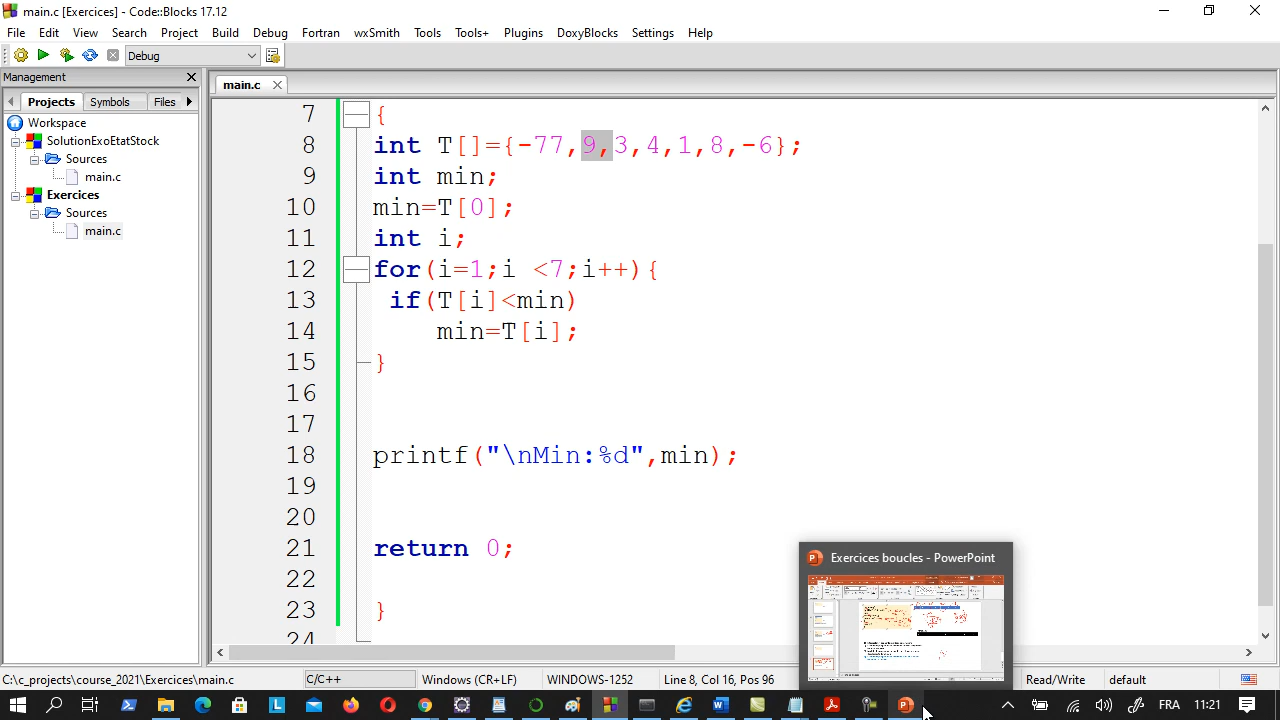 main.c [Exercices] - Code::Blocks 17.12
File Edit View Search Project Build Debug Fortran wxSmith Tools Tools+ Plugins DoxyBlocks Settings Help
Debug
Management
Projects Symbols Files
main.c
Workspace
SolutionExoEtatStock
Sources
main.c
Exercices
Sources
main.c
7 {
8 int T[]={-77,9,3,4,1,8,-6};
9 int min;
10 min=T[0];
11 int i;
12 for(i=1;i <7;i++){
13 if(T[i]<min)
14 min=T[i];
15 }
16
17
18 printf("\nMin:%d",min);
19
20
21 return 0;
22
23 }
24
Exercices boucles - PowerPoint
C:\c_projects\course_2021\Exercices\main.c C/C++ Windows (CR+LF) WINDOWS-1252 Line 8, Col 16, Pos 96 Read/Write default
FRA 11:21